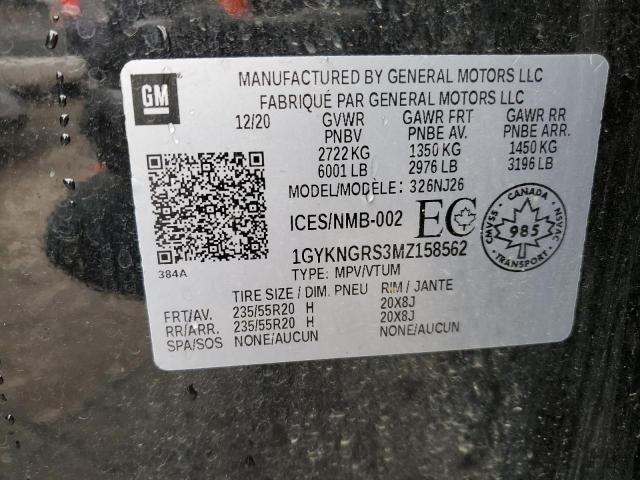 GM
MANUFACTURED BY GENERAL MOTORS LLC
FABRIQUÉ PAR GENERAL MOTORS LLC
12/20 GVWR GAWR FRT GAWR RR
PNBV PNBE AV. PNBE ARR.
2722 KG 1350 KG 1450 KG
6001 LB 2976 LB 3196 LB
MODEL/MODÈLE: 326NJ26
ICES/NMB-002 EC
CANADA
CMVSS 985 NSVAC
1GYKNGRS3MZ158562
384A
TYPE: MPV/VTUM
TIRE SIZE / DIM. PNEU RIM / JANTE
FRT/AV. 235/55R20 H 20X8J
RR/ARR. 235/55R20 H 20X8J
SPA/SOS NONE/AUCUN NONE/AUCUN